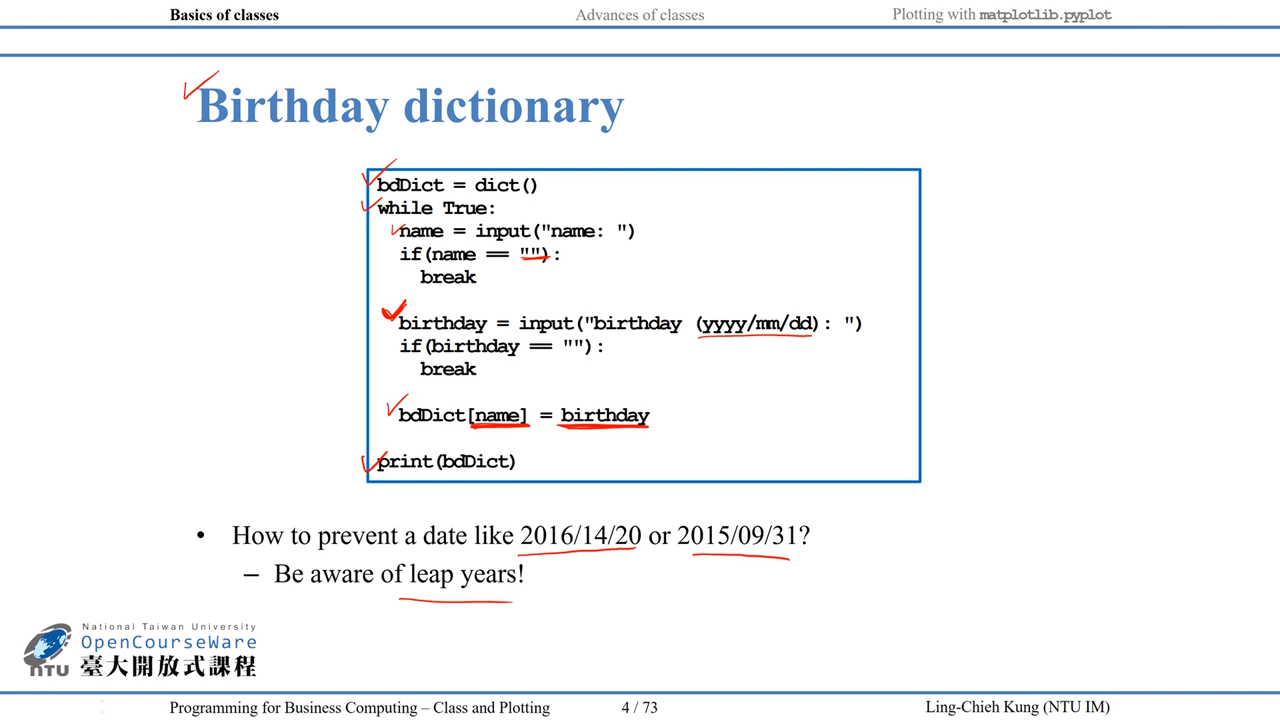 Basics of classes Advances of classes Plotting with matplotlib.pyplot
Birthday dictionary
bdDict = dict()
while True:
name = input("name: ")
if(name == ""):
break
birthday = input("birthday (yyyy/mm/dd): ")
if(birthday == ""):
break
bdDict[name] = birthday
print(bdDict)
• How to prevent a date like 2016/14/20 or 2015/09/31?
– Be aware of leap years!
National Taiwan University
OpenCourseWare
NTU 臺大開放式課程
Programming for Business Computing – Class and Plotting 4 / 73 Ling-Chieh Kung (NTU IM)